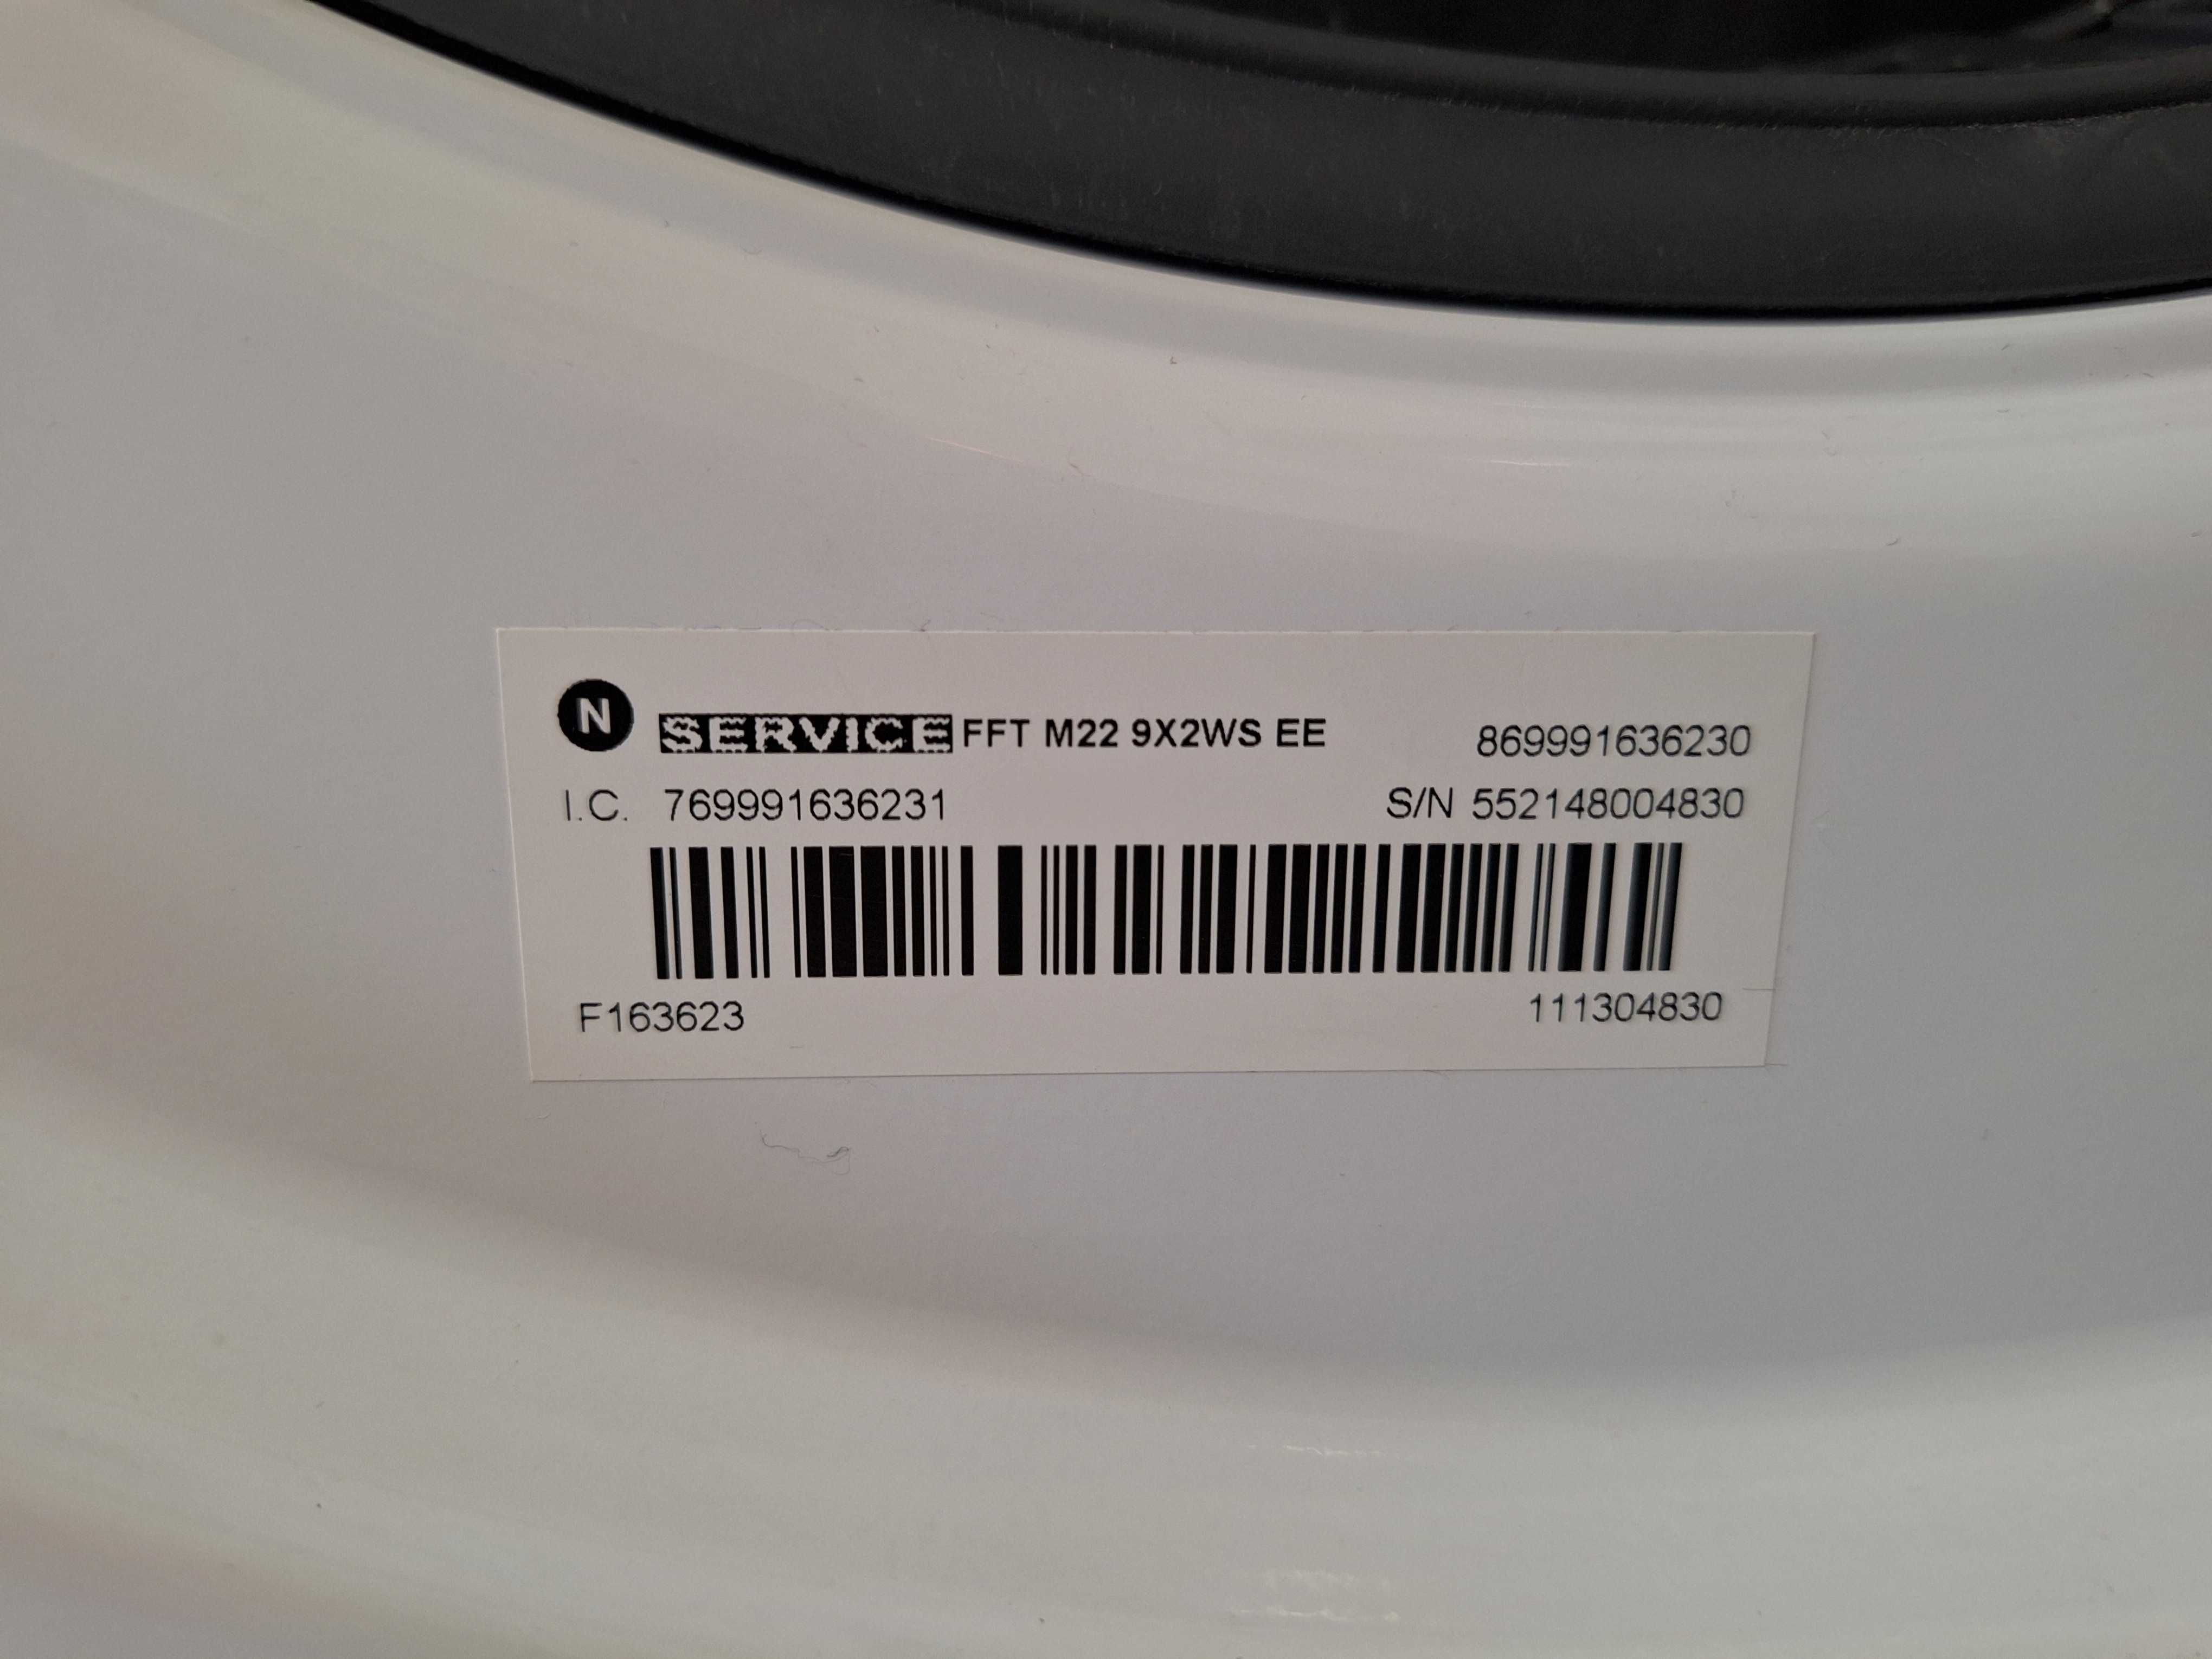 N SERVICE FFT M22 9X2WS EE 869991636230
I.C. 769991636231 S/N 552148004830
F163623 111304830